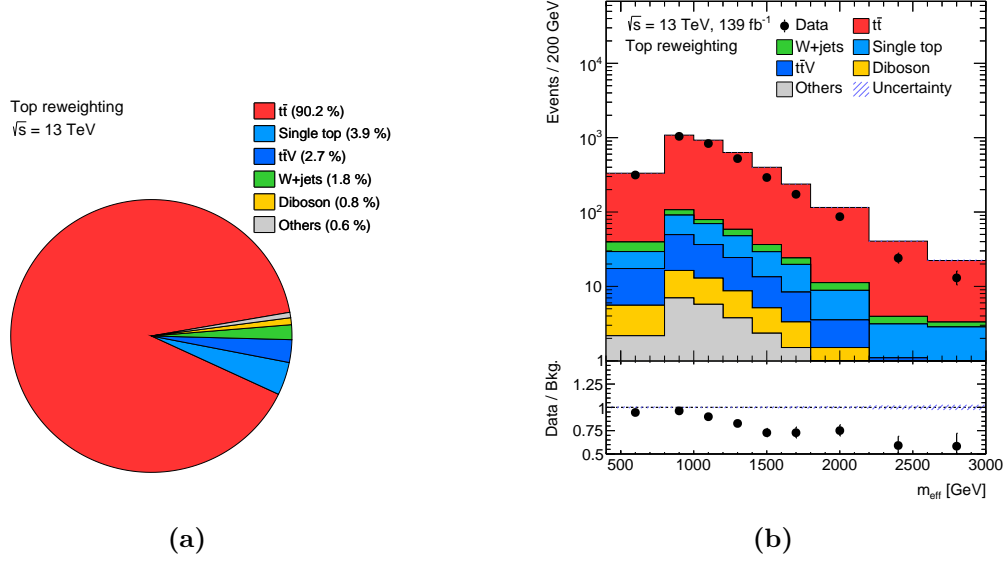 Top reweighting
√s = 13 TeV
tt̄ (90.2 %)
Single top (3.9 %)
tt̄V (2.7 %)
W+jets (1.8 %)
Diboson (0.8 %)
Others (0.6 %)
(a)
Events / 200 GeV
√s = 13 TeV, 139 fb⁻¹
Top reweighting
Data
tt̄
W+jets
Single top
tt̄V
Diboson
Others
Uncertainty
10⁴
10³
10²
10
1
Data / Bkg.
1.25
1
0.75
0.5
500 1000 1500 2000 2500 3000
m_eff [GeV]
(b)